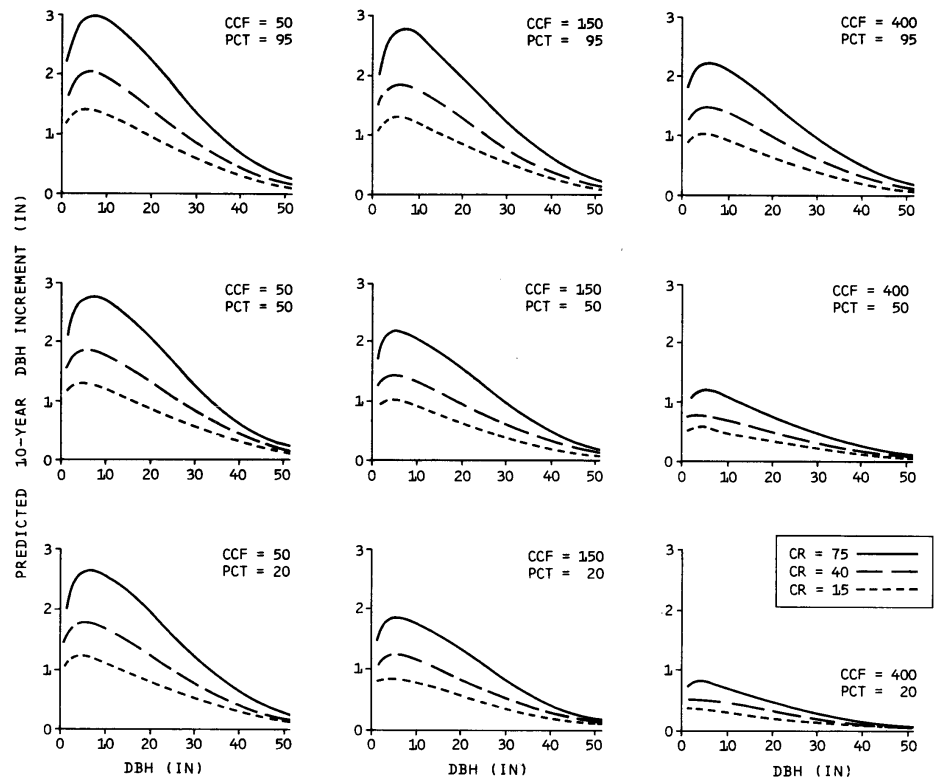 PREDICTED 10-YEAR DBH INCREMENT (IN)
CCF = 50
PCT = 95
3
2
1
0
0 10 20 30 40 50
CCF = 150
PCT = 95
3
2
1
0
0 10 20 30 40 50
CCF = 400
PCT = 95
3
2
1
0
0 10 20 30 40 50
CCF = 50
PCT = 50
3
2
1
0
0 10 20 30 40 50
CCF = 150
PCT = 50
3
2
1
0
0 10 20 30 40 50
CCF = 400
PCT = 50
3
2
1
0
0 10 20 30 40 50
CCF = 50
PCT = 20
3
2
1
0
0 10 20 30 40 50
DBH (IN)
CCF = 150
PCT = 20
3
2
1
0
0 10 20 30 40 50
DBH (IN)
CR = 75
CR = 40
CR = 15
CCF = 400
PCT = 20
3
2
1
0
0 10 20 30 40 50
DBH (IN)